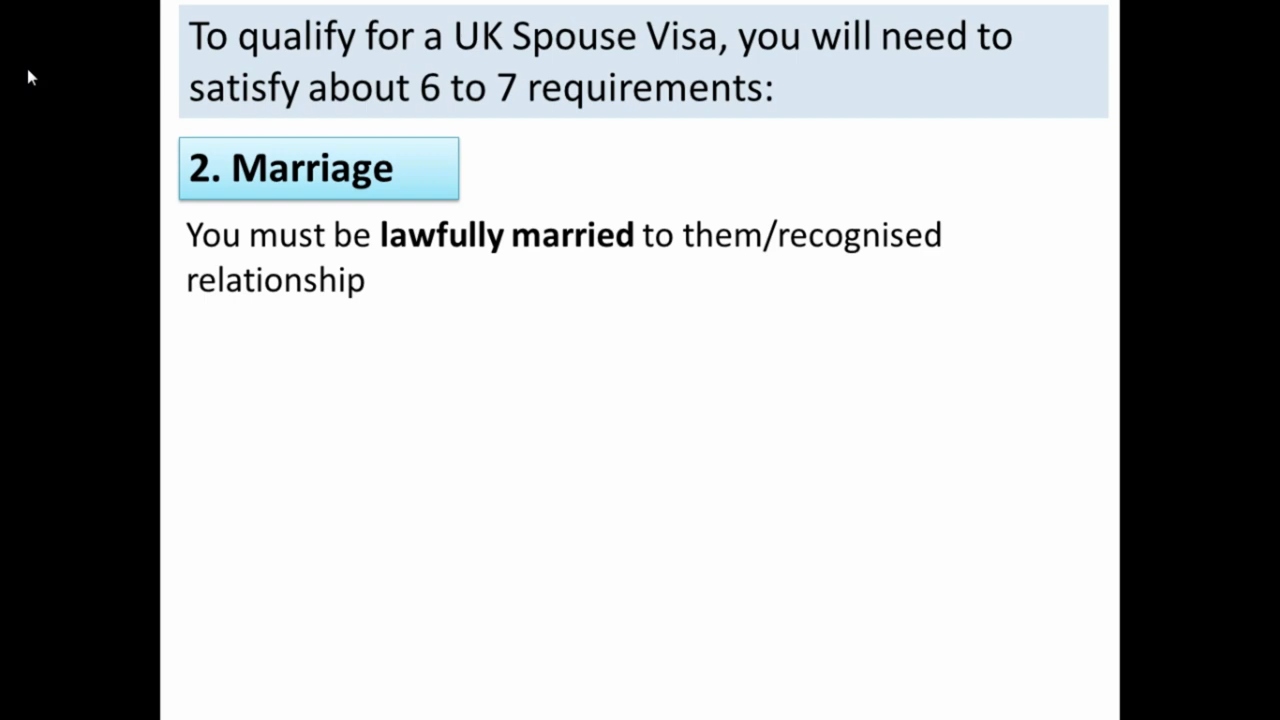 To qualify for a UK Spouse Visa, you will need to
satisfy about 6 to 7 requirements:
2. Marriage
You must be lawfully married to them/recognised
relationship